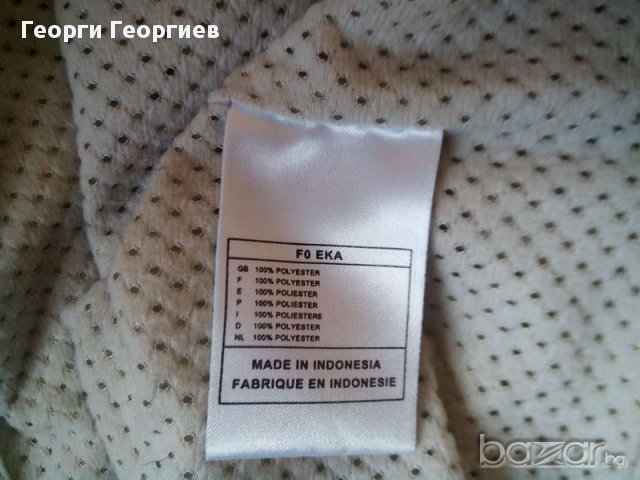 Георги Георгиев
F0 EKA
GB 100% POLYESTER
F 100% POLYESTER
E 100% POLIESTER
P 100% POLIESTER
I 100% POLIESTERE
D 100% POLYESTER
NL 100% POLYESTER
MADE IN INDONESIA
FABRIQUE EN INDONESIE
bazar.bg